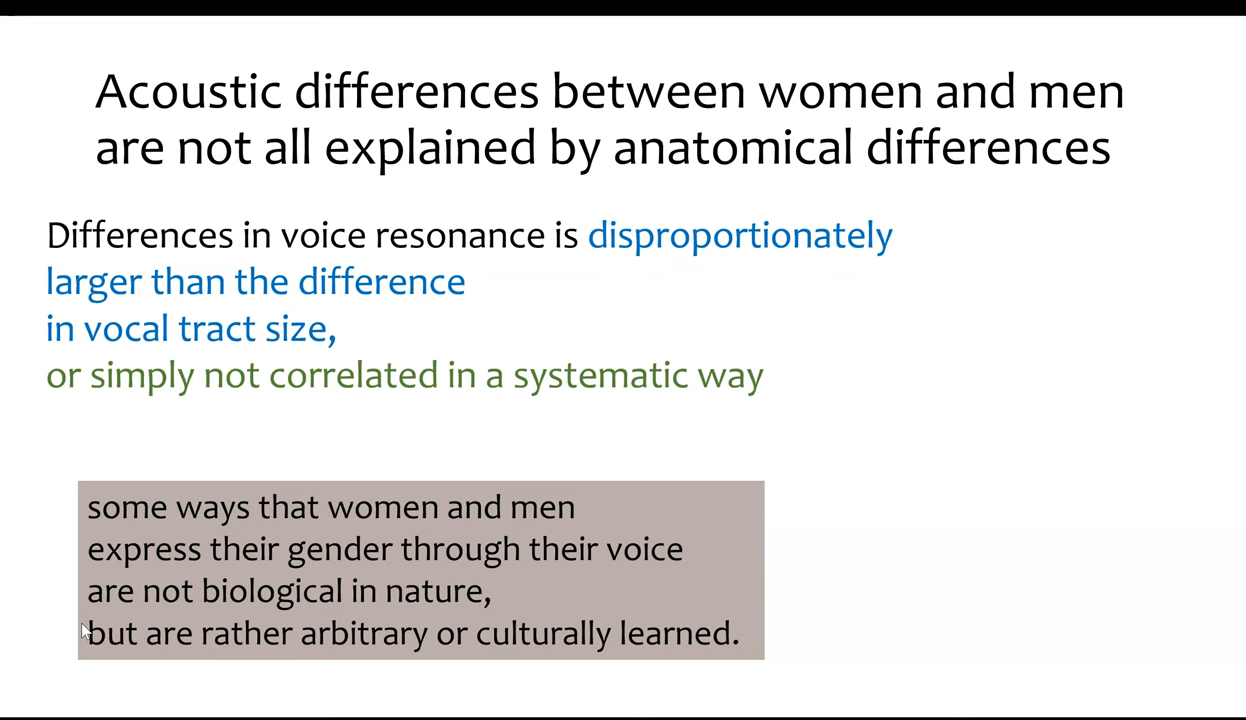 Acoustic differences between women and men
are not all explained by anatomical differences
Differences in voice resonance is disproportionately
larger than the difference
in vocal tract size,
or simply not correlated in a systematic way
some ways that women and men
express their gender through their voice
are not biological in nature,
but are rather arbitrary or culturally learned.